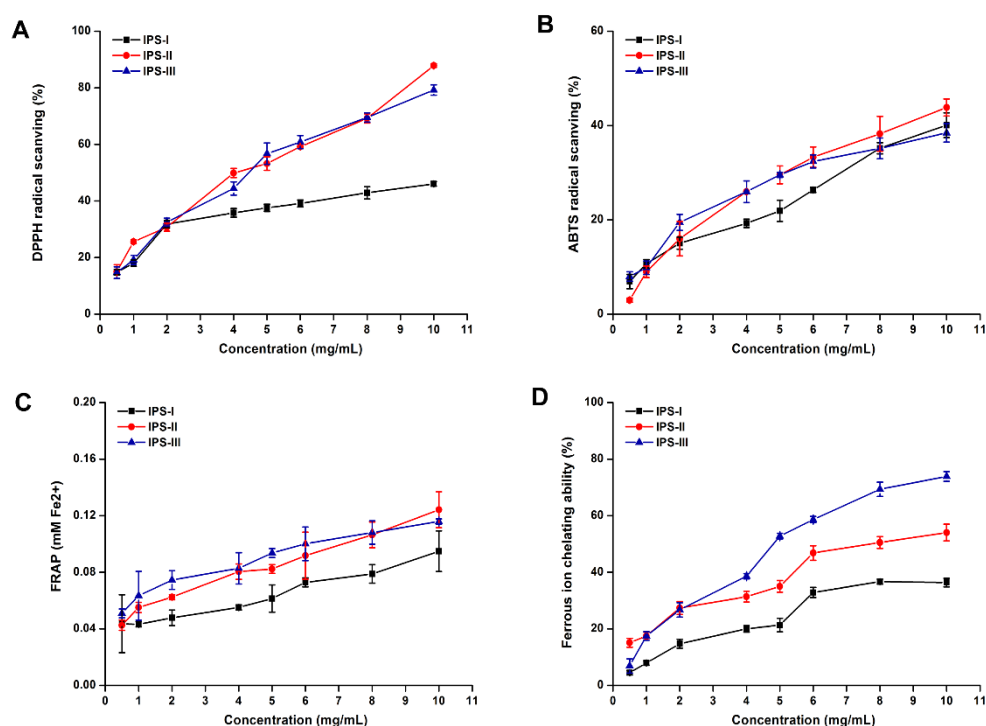 A
IPS-I
IPS-II
IPS-III
DPPH radical scanving (%)
100
80
60
40
20
0
0 1 2 3 4 5 6 7 8 9 10 11
Concentration (mg/mL)
B
IPS-I
IPS-II
IPS-III
ABTS radical scanving (%)
60
40
20
0
0 1 2 3 4 5 6 7 8 9 10 11
Concentration (mg/mL)
C
IPS-I
IPS-II
IPS-III
FRAP (mM Fe2+)
0.20
0.16
0.12
0.08
0.04
0.00
0 1 2 3 4 5 6 7 8 9 10 11
Concentration (mg/mL)
D
IPS-I
IPS-II
IPS-III
Ferrous ion chelating ability (%)
100
80
60
40
20
0
0 1 2 3 4 5 6 7 8 9 10 11
Concentration (mg/mL)